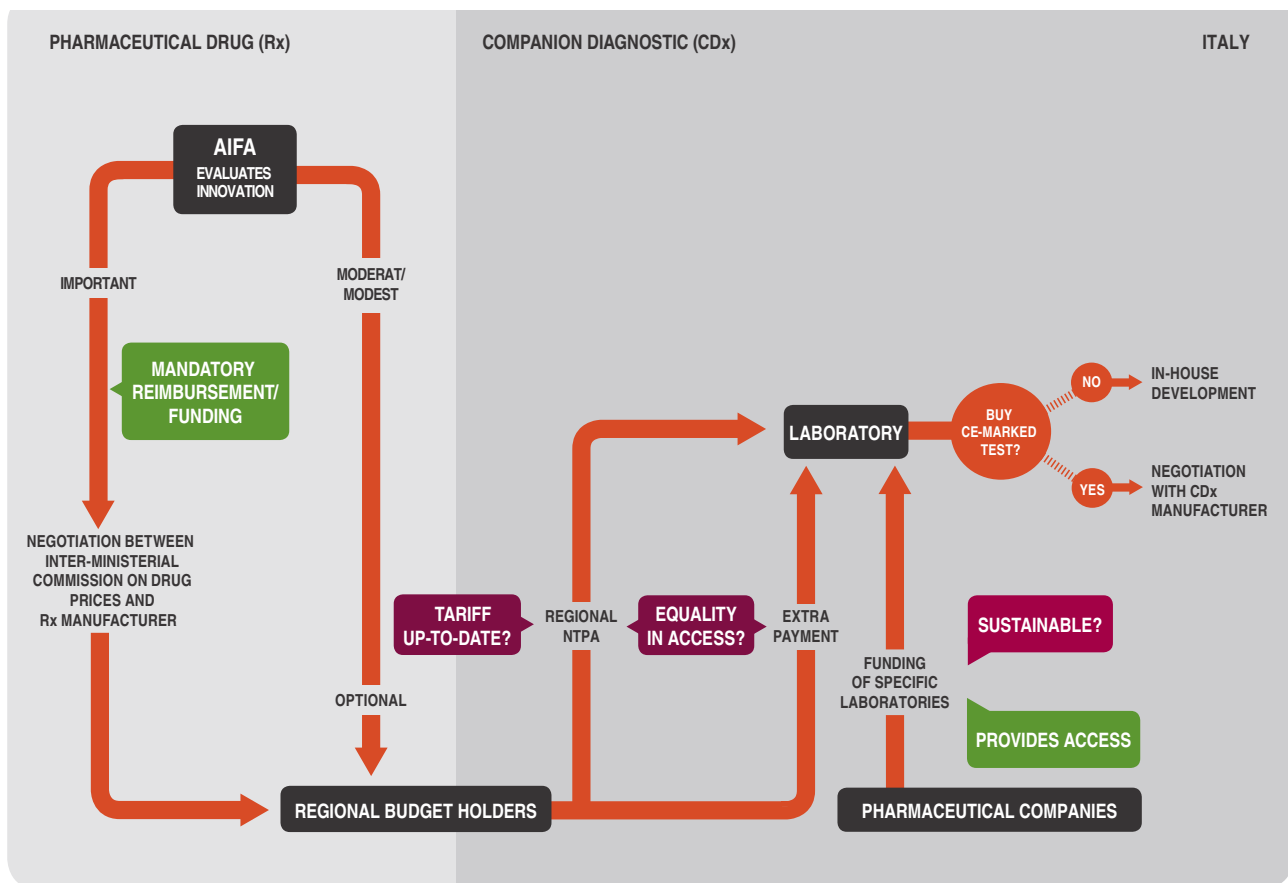 PHARMACEUTICAL DRUG (Rx)
COMPANION DIAGNOSTIC (CDx)
ITALY
AIFA
EVALUATES
INNOVATION
IMPORTANT
MODERAT/
MODEST
MANDATORY
REIMBURSEMENT/
FUNDING
NEGOTIATION BETWEEN
INTER-MINISTERIAL
COMMISSION ON DRUG
PRICES AND
Rx MANUFACTURER
OPTIONAL
REGIONAL BUDGET HOLDERS
TARIFF
UP-TO-DATE?
REGIONAL
NTPA
EQUALITY
IN ACCESS?
EXTRA
PAYMENT
LABORATORY
BUY
CE-MARKED
TEST?
NO
IN-HOUSE
DEVELOPMENT
YES
NEGOTIATION
WITH CDx
MANUFACTURER
FUNDING
OF SPECIFIC
LABORATORIES
SUSTAINABLE?
PROVIDES ACCESS
PHARMACEUTICAL COMPANIES